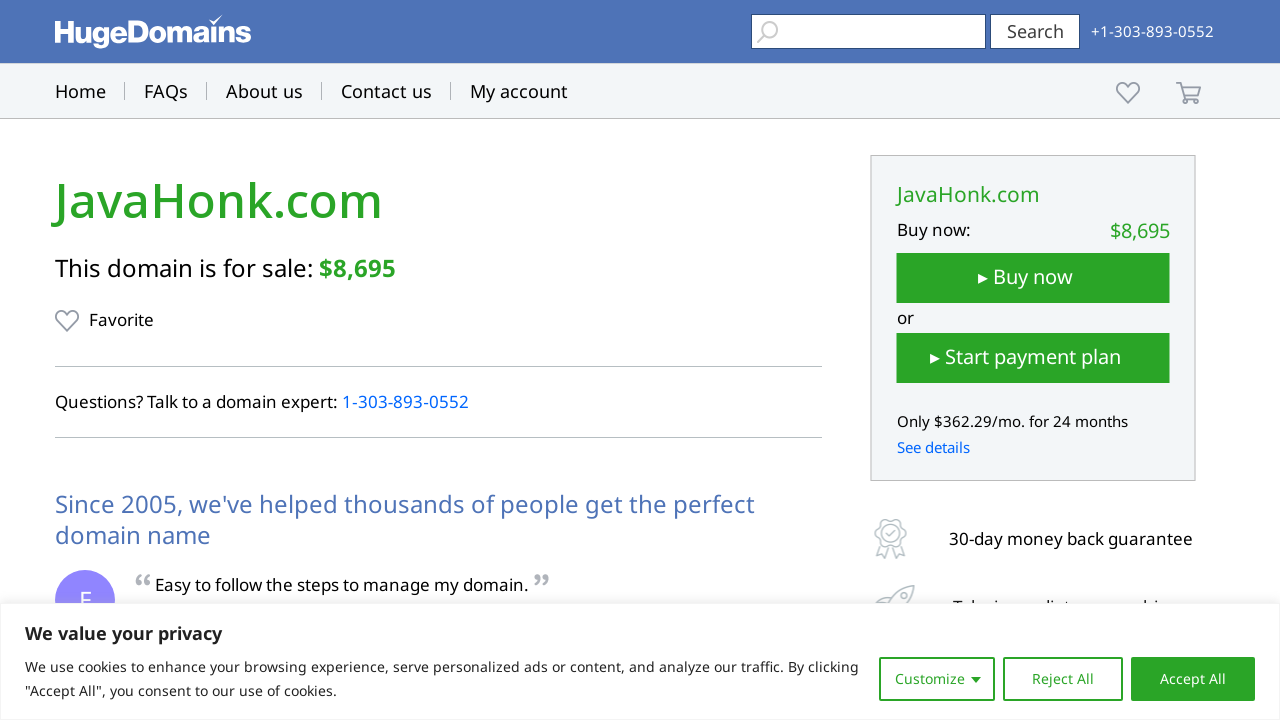 HugeDomains
Search
+1-303-893-0552
Home
FAQs
About us
Contact us
My account
JavaHonk.com
This domain is for sale: $8,695
Favorite
Questions? Talk to a domain expert: 1-303-893-0552
Since 2005, we've helped thousands of people get the perfect
domain name
E
" Easy to follow the steps to manage my domain. "
JavaHonk.com
Buy now: $8,695
▸ Buy now
or
▸ Start payment plan
Only $362.29/mo. for 24 months
See details
30-day money back guarantee
We value your privacy
We use cookies to enhance your browsing experience, serve personalized ads or content, and analyze our traffic. By clicking
"Accept All", you consent to our use of cookies.
Customize
Reject All
Accept All